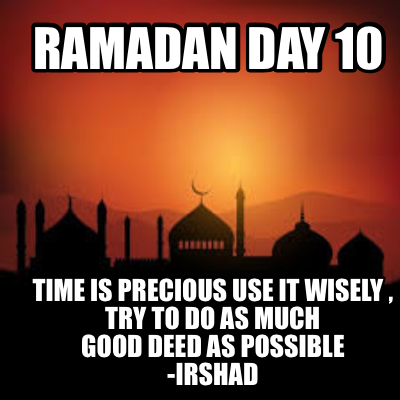 RAMADAN DAY 10
TIME IS PRECIOUS USE IT WISELY ,
TRY TO DO AS MUCH
GOOD DEED AS POSSIBLE
-IRSHAD